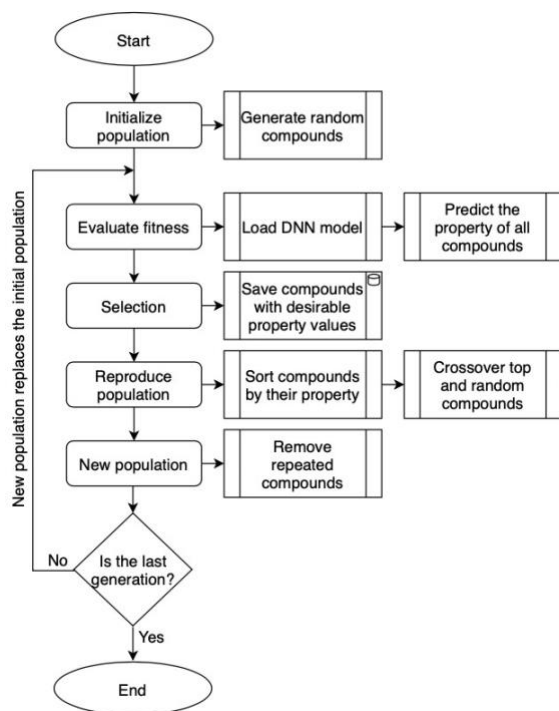 Start
Initialize
population
Generate random
compounds
Evaluate fitness
Load DNN model
Predict the
property of all
compounds
Selection
Save compounds
with desirable
property values
Reproduce
population
Sort compounds
by their property
Crossover top
and random
compounds
New population
Remove
repeated
compounds
New population replaces the initial population
No
Is the last
generation?
Yes
End